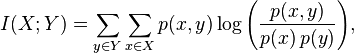 I(X;Y) = \sum_{y \in Y} \sum_{x \in X} p(x,y) \log \left( \frac{p(x,y)}{p(x)\,p(y)} \right),